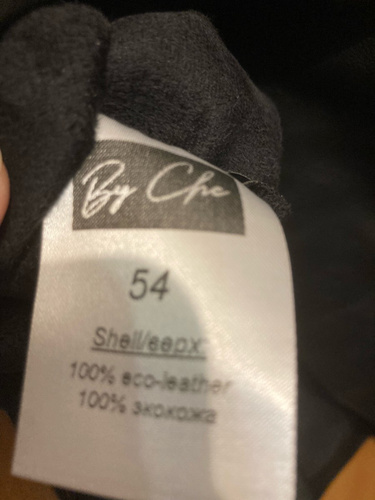 By Che
54
Shell/верх
100% eco-leather
100% экокожа